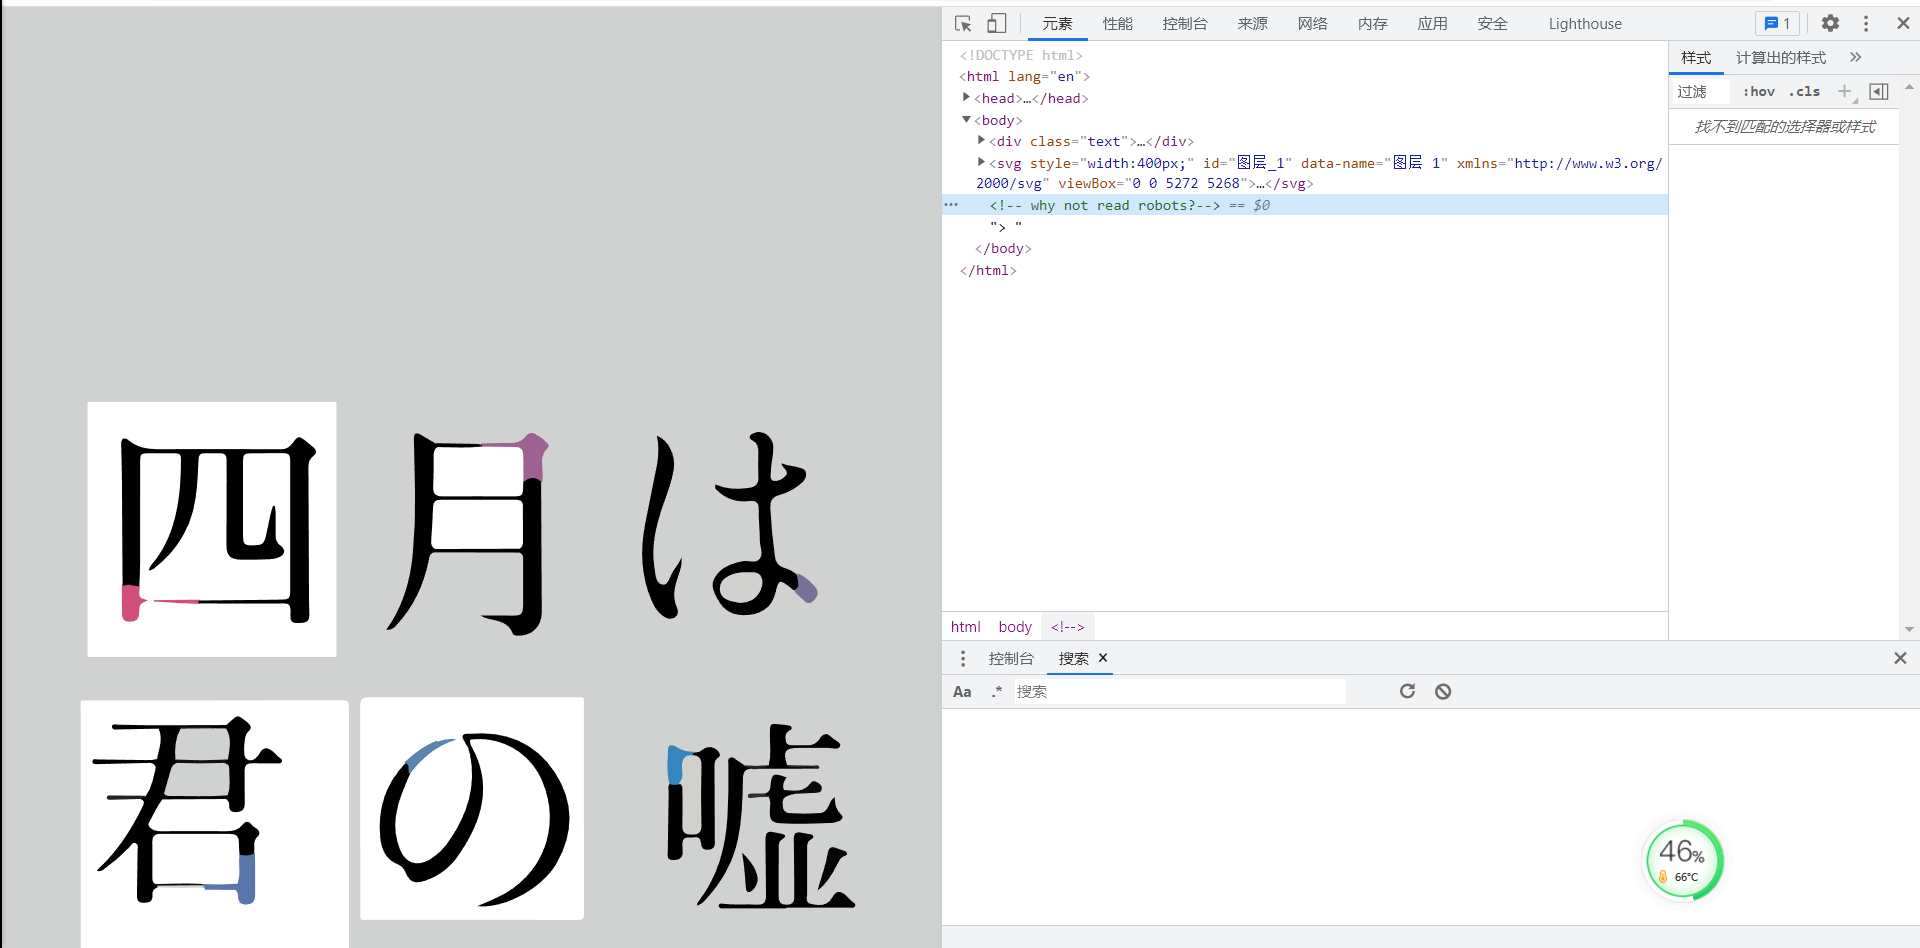 四月は
君の嘘
元素 性能 控制台 来源 网络 内存 应用 安全 Lighthouse 1
<!DOCTYPE html>
<html lang="en">
<head>…</head>
<body>
<div class="text">…</div>
<svg style="width:400px;" id="图层_1" data-name="图层 1" xmlns="http://www.w3.org/
2000/svg" viewBox="0 0 5272 5268">…</svg>
<!-- why not read robots?--> == $0
"> "
</body>
</html>
样式 计算出的样式
过滤 :hov .cls
找不到匹配的选择器或样式
html body <!-->
控制台 搜索
Aa .* 搜索
46%
66°C